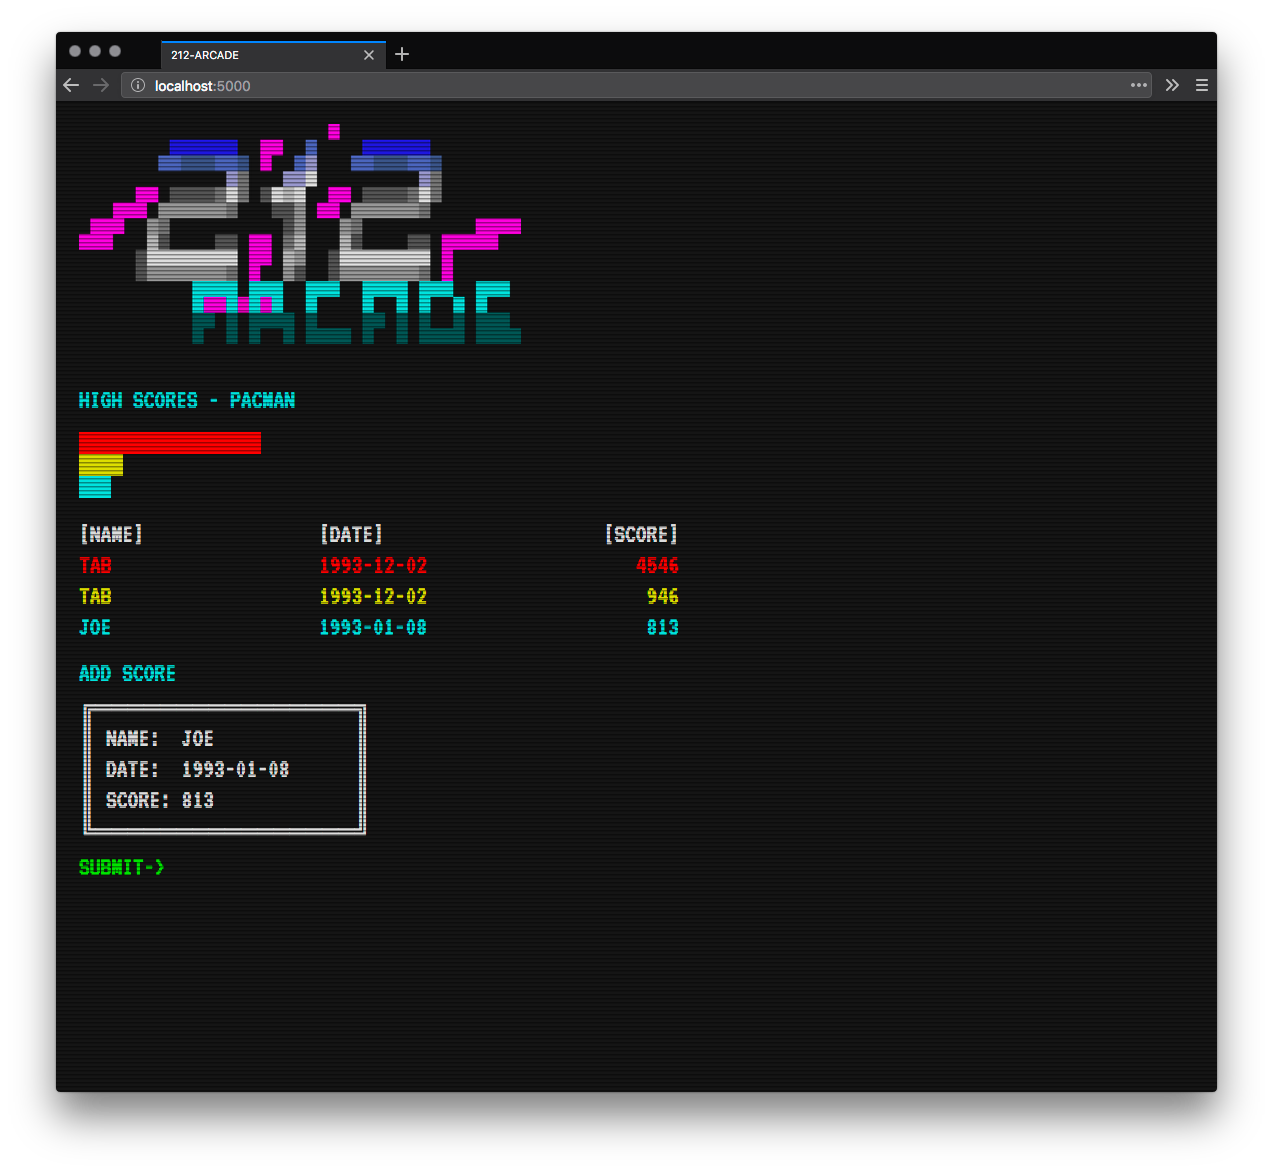 212-ARCADE
localhost:5000
212
ARCADE
HIGH SCORES - PACMAN
[NAME] [DATE] [SCORE]
TAB 1993-12-02 4546
TAB 1993-12-02 946
JOE 1993-01-08 813
ADD SCORE
NAME: JOE
DATE: 1993-01-08
SCORE: 813
SUBMIT->